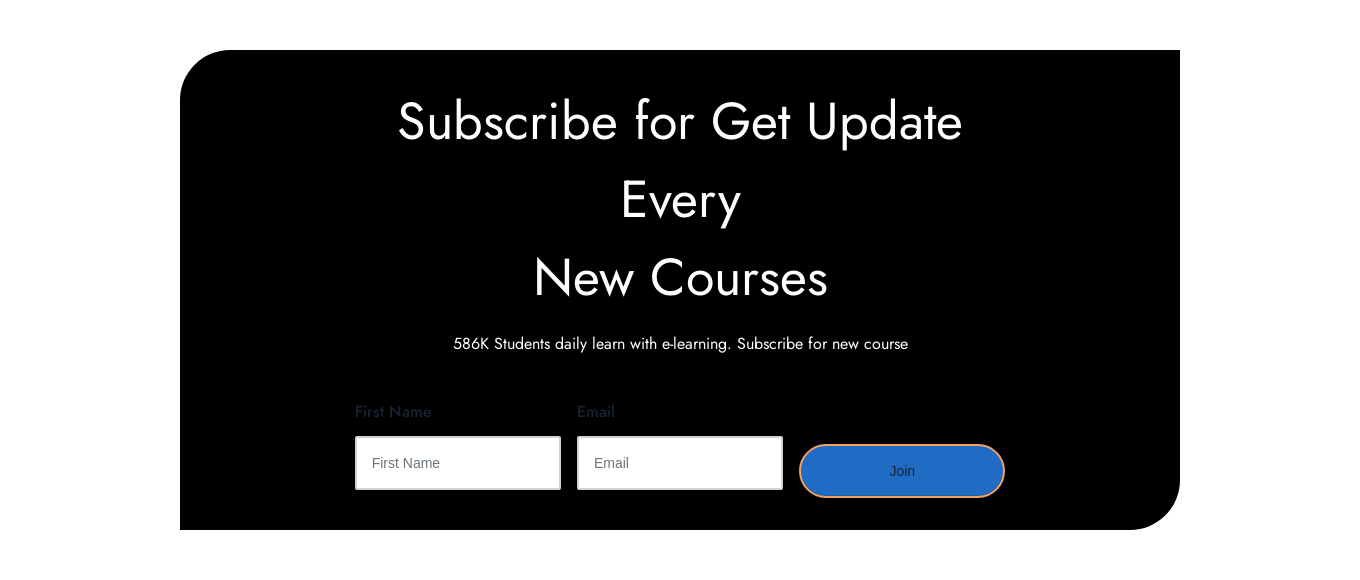 Subscribe for Get Update
Every
New Courses
586K Students daily learn with e-learning. Subscribe for new course
First Name
Email
First Name
Email
Join